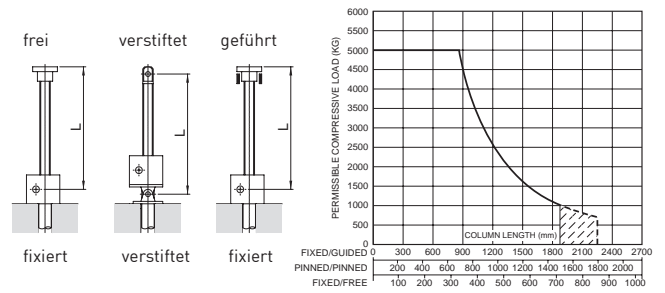 frei verstiftet geführt
L L L
fixiert verstiftet fixiert
PERMISSIBLE COMPRESSIVE LOAD (KG)
6000
5500
5000
4500
4000
3500
3000
2500
2000
1500
1000
500
0
COLUMN LENGTH (mm)
FIXED/GUIDED 0 300 600 900 1200 1500 1800 2100 2400 2700
PINNED/PINNED 200 400 600 800 1000 1200 1400 1600 1800 2000
FIXED/FREE 100 200 300 400 500 600 700 800 900 1000